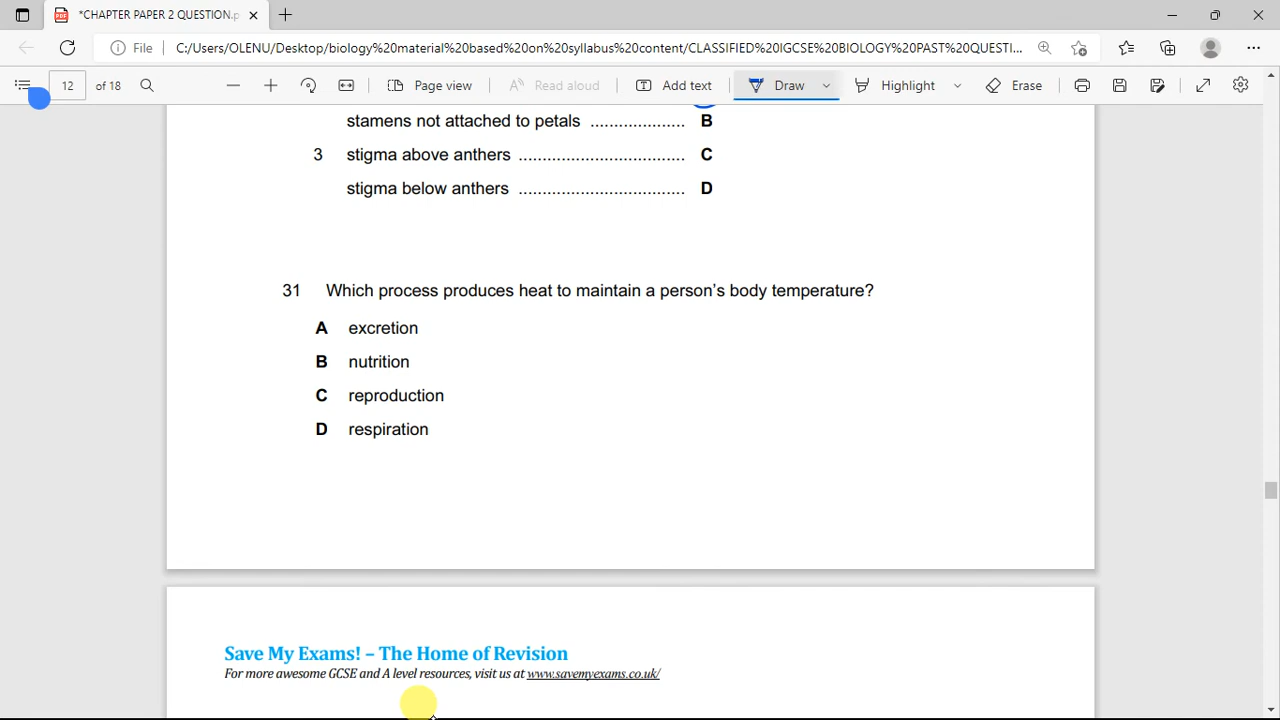 *CHAPTER PAPER 2 QUESTION.p
File C:/Users/OLENU/Desktop/biology%20material%20based%20on%20syllabus%20content/CLASSIFIED%20IGCSE%20BIOLOGY%20PAST%20QUESTI...
12 of 18 Page view Read aloud Add text Draw Highlight Erase
stamens not attached to petals .................... B
3 stigma above anthers ................................... C
stigma below anthers ................................... D
31 Which process produces heat to maintain a person's body temperature?
A excretion
B nutrition
C reproduction
D respiration
Save My Exams! – The Home of Revision
For more awesome GCSE and A level resources, visit us at www.savemyexams.co.uk/